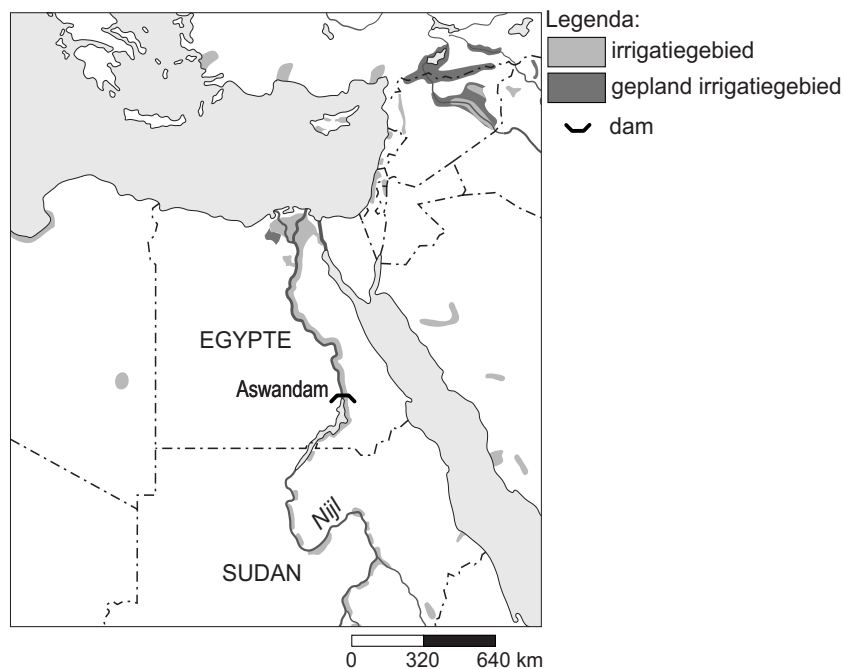 Legenda:
irrigatiegebied
gepland irrigatiegebied
dam
EGYPTE
Aswandam
Nijl
SUDAN
0 320 640 km